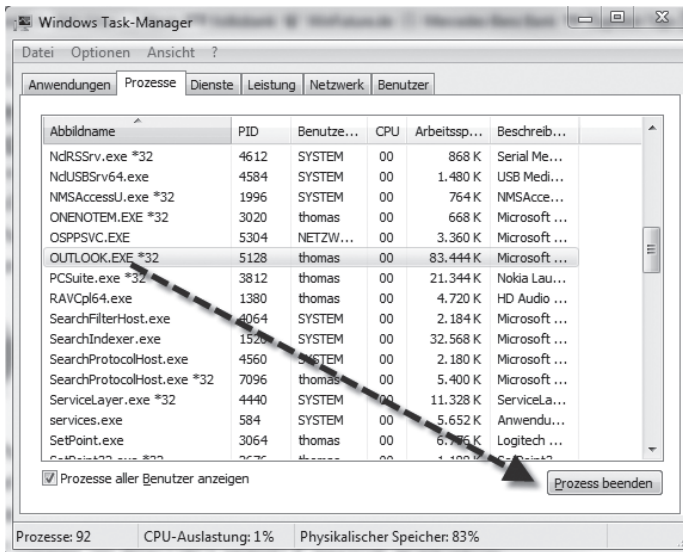 Windows Task-Manager
Datei Optionen Ansicht ?
Anwendungen Prozesse Dienste Leistung Netzwerk Benutzer
Abbildname PID Benutze... CPU Arbeitssp... Beschreib...
NclRSSrv.exe *32 4612 SYSTEM 00 868 K Serial Me...
NclUSBSrv64.exe 4584 SYSTEM 00 1.480 K USB Medi...
NMSAccessU.exe *32 1996 SYSTEM 00 764 K NMSAcce...
ONENOTEM.EXE *32 3020 thomas 00 668 K Microsoft ...
OSPPSVC.EXE 5304 NETZW... 00 3.360 K Microsoft ...
OUTLOOK.EXE *32 5128 thomas 00 83.444 K Microsoft ...
PCSuite.exe *32 3812 thomas 00 21.344 K Nokia Lau...
RAVCpl64.exe 1380 thomas 00 4.720 K HD Audio ...
SearchFilterHost.exe 4064 SYSTEM 00 2.184 K Microsoft ...
SearchIndexer.exe 1520 SYSTEM 00 32.568 K Microsoft ...
SearchProtocolHost.exe 4560 SYSTEM 00 2.180 K Microsoft ...
SearchProtocolHost.exe *32 7096 thomas 00 5.400 K Microsoft ...
ServiceLayer.exe *32 4440 SYSTEM 00 11.328 K ServiceLa...
services.exe 584 SYSTEM 00 5.652 K Anwendu...
SetPoint.exe 3064 thomas 00 6.776 K Logitech ...
Prozesse aller Benutzer anzeigen
Prozess beenden
Prozesse: 92 CPU-Auslastung: 1% Physikalischer Speicher: 83%